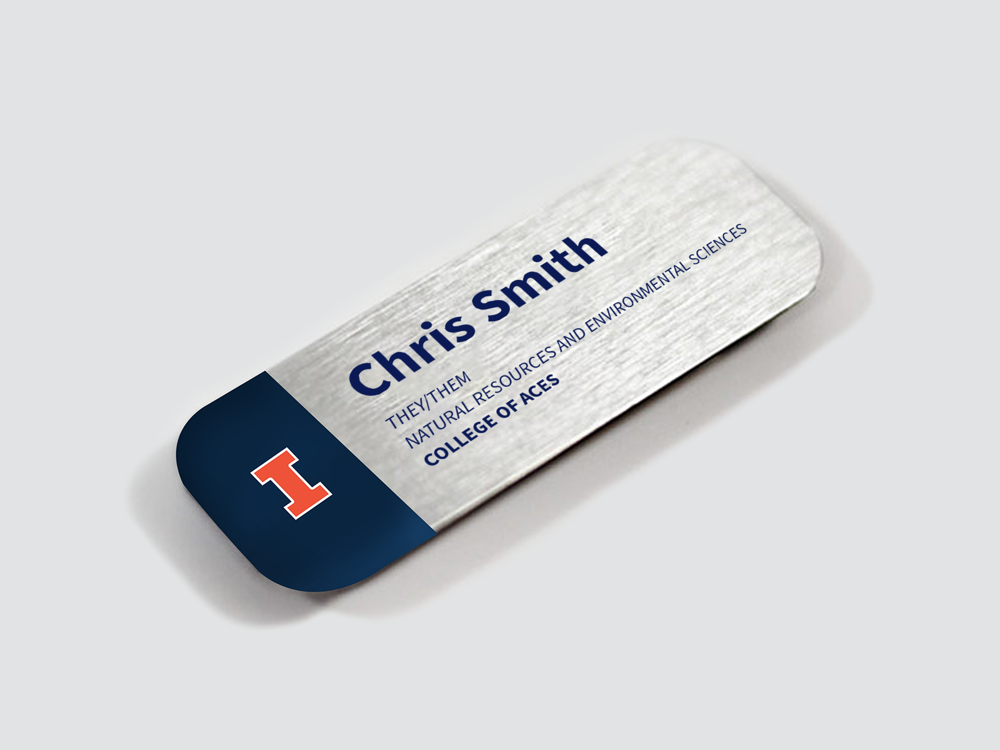 I
Chris Smith
THEY/THEM
NATURAL RESOURCES AND ENVIRONMENTAL SCIENCES
COLLEGE OF ACES